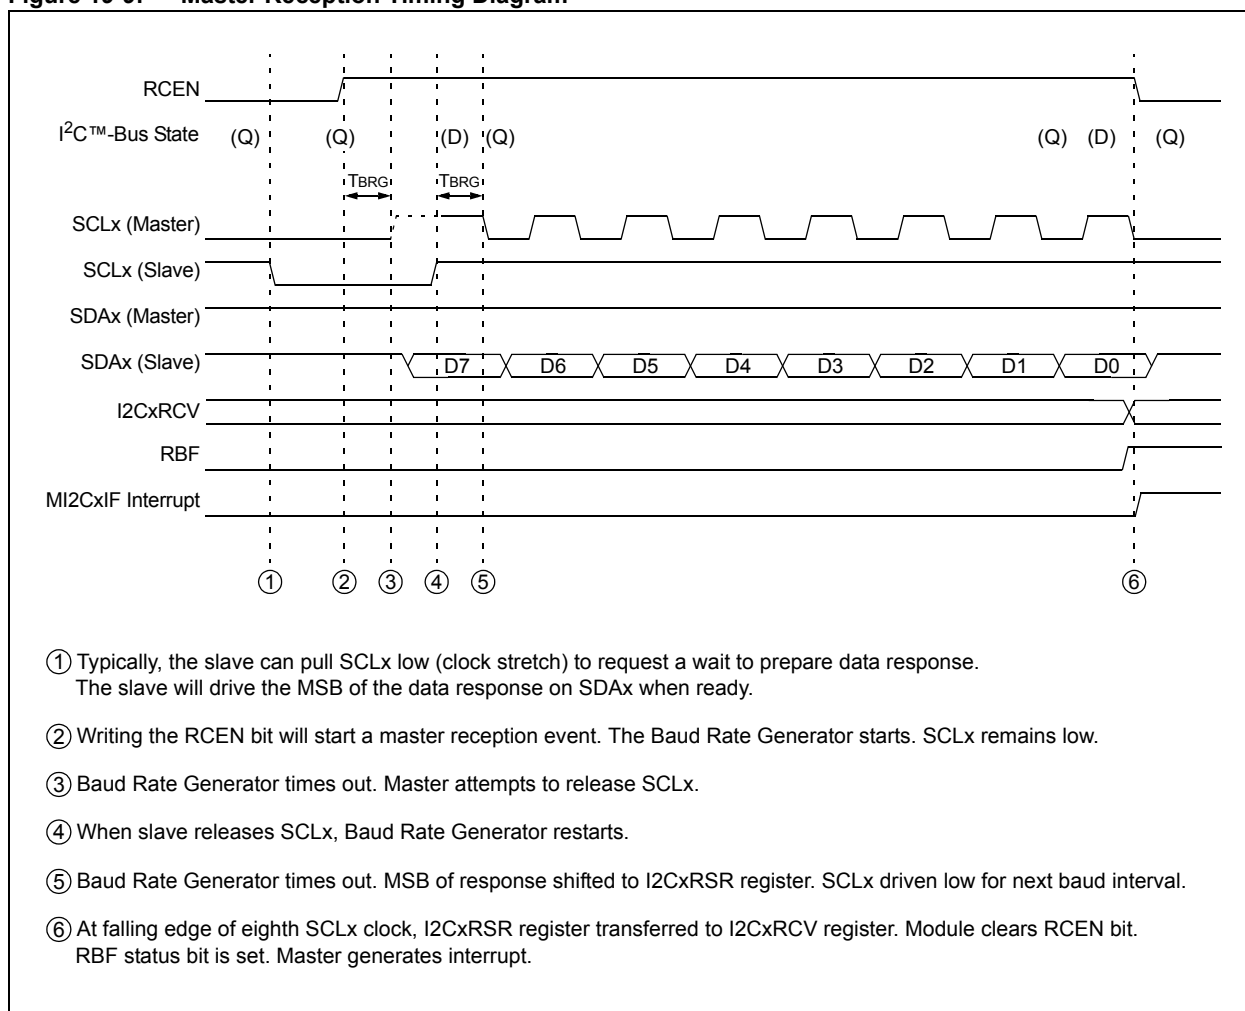 Figure 19-9: Master Reception Timing Diagram
RCEN
I²C™-Bus State (Q) (Q) (D) (Q) (Q) (D) (Q)
TBRG TBRG
SCLx (Master)
SCLx (Slave)
SDAx (Master)
SDAx (Slave) D7 D6 D5 D4 D3 D2 D1 D0
I2CxRCV
RBF
MI2CxIF Interrupt
① ② ③ ④ ⑤ ⑥
① Typically, the slave can pull SCLx low (clock stretch) to request a wait to prepare data response.
The slave will drive the MSB of the data response on SDAx when ready.
② Writing the RCEN bit will start a master reception event. The Baud Rate Generator starts. SCLx remains low.
③ Baud Rate Generator times out. Master attempts to release SCLx.
④ When slave releases SCLx, Baud Rate Generator restarts.
⑤ Baud Rate Generator times out. MSB of response shifted to I2CxRSR register. SCLx driven low for next baud interval.
⑥ At falling edge of eighth SCLx clock, I2CxRSR register transferred to I2CxRCV register. Module clears RCEN bit.
RBF status bit is set. Master generates interrupt.